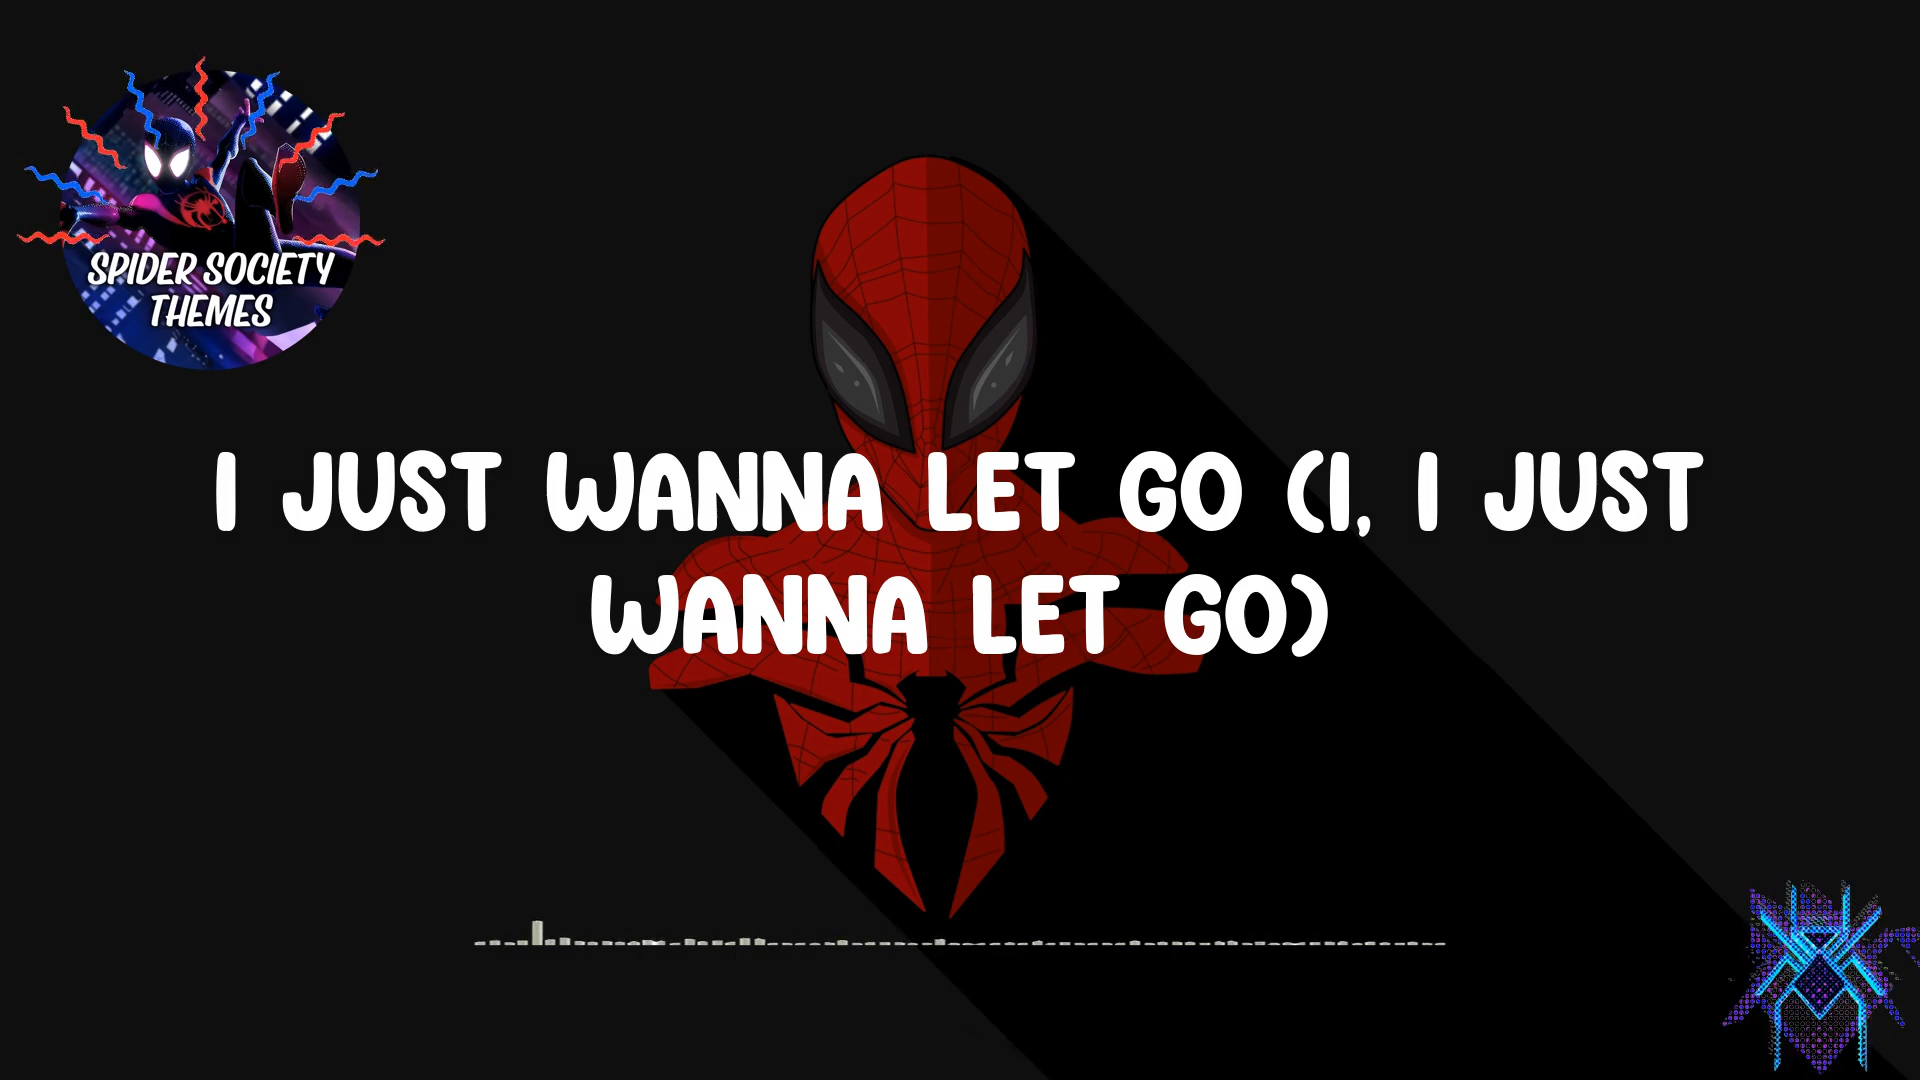 SPIDER SOCIETY
THEMES
I JUST WANNA LET GO (I, I JUST
WANNA LET GO)